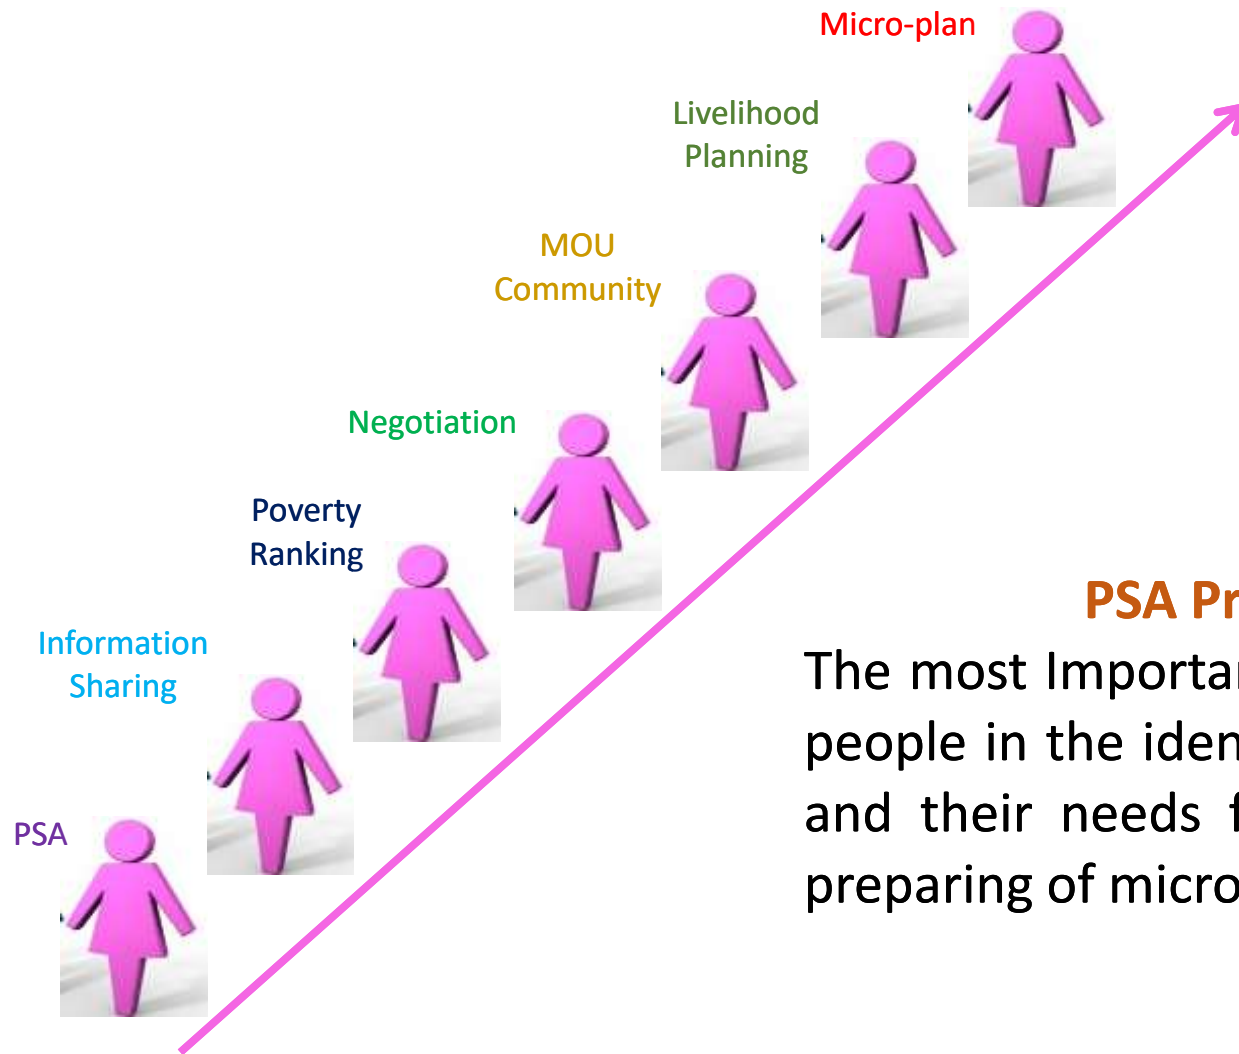 Micro-plan
Livelihood
Planning
MOU
Community
Negotiation
Poverty
Ranking
Information
Sharing
PSA
PSA
The most
people in the
and their needs
preparing of